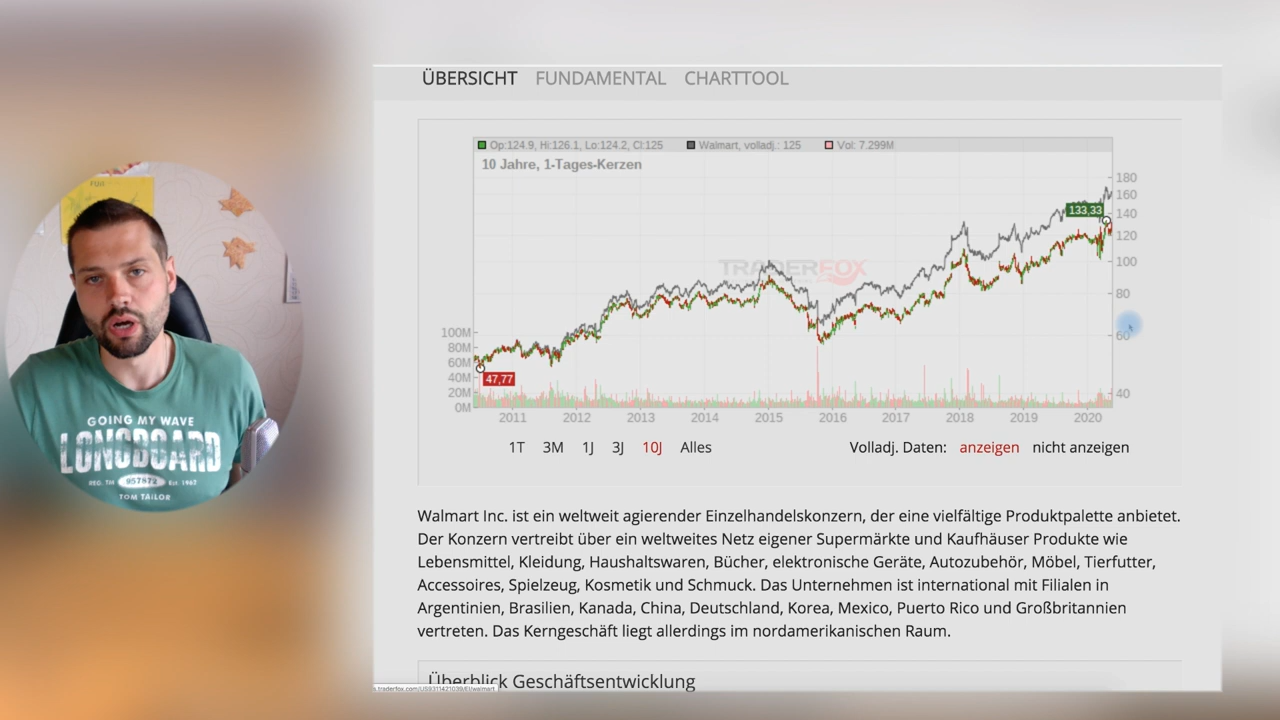 ÜBERSICHT FUNDAMENTAL CHARTTOOL
Op:124.9, Hi:126.1, Lo:124.2, Cl:125 Walmart, volladj.: 125 Vol: 7.299M
10 Jahre, 1-Tages-Kerzen
180
160
133,33
140
120
TRADERFOX
100
80
100M
60
80M
60M
47,77
40M
40
20M
0M
2011 2012 2013 2014 2015 2016 2017 2018 2019 2020
1T 3M 1J 3J 10J Alles Volladj. Daten: anzeigen nicht anzeigen
Walmart Inc. ist ein weltweit agierender Einzelhandelskonzern, der eine vielfältige Produktpalette anbietet.
Der Konzern vertreibt über ein weltweites Netz eigener Supermärkte und Kaufhäuser Produkte wie
Lebensmittel, Kleidung, Haushaltswaren, Bücher, elektronische Geräte, Autozubehör, Möbel, Tierfutter,
Accessoires, Spielzeug, Kosmetik und Schmuck. Das Unternehmen ist international mit Filialen in
Argentinien, Brasilien, Kanada, China, Deutschland, Korea, Mexico, Puerto Rico und Großbritannien
vertreten. Das Kerngeschäft liegt allerdings im nordamerikanischen Raum.
Überblick Geschäftsentwicklung
GOING MY WAVE
LONGBOARD
REG. TM 957872 Est. 1962
TOM TAILOR